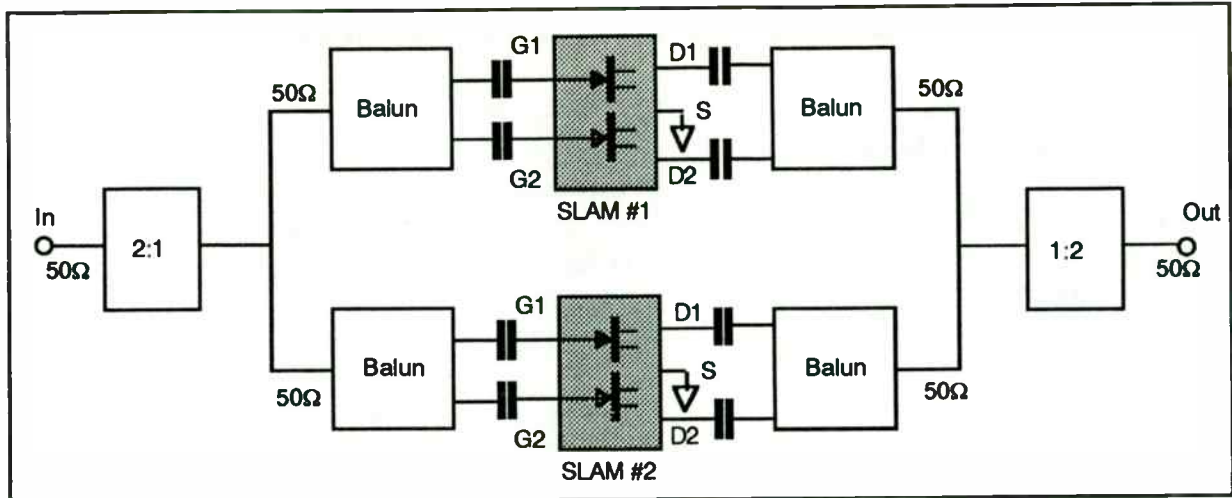 G1
D1
50Ω
Balun
S
Balun
50Ω
G2
D2
SLAM #1
In
50Ω
2:1
1:2
Out
50Ω
G1
D1
50Ω
Balun
S
Balun
50Ω
G2
D2
SLAM #2